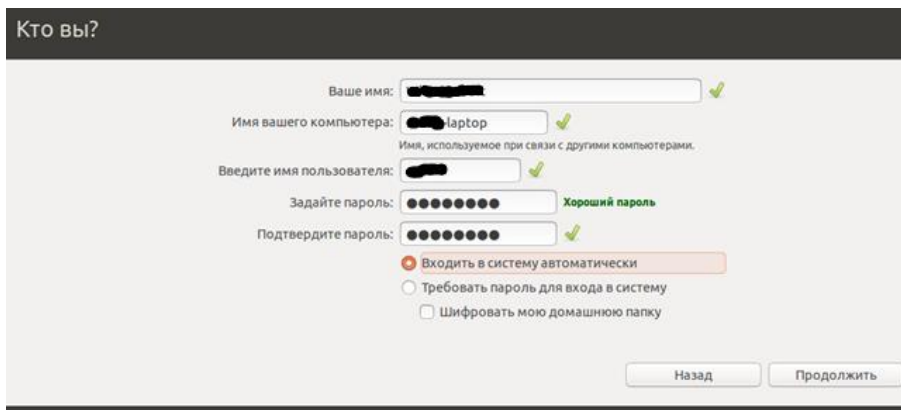 Кто вы?
Ваше имя:
Имя вашего компьютера: laptop
Имя, используемое при связи с другими компьютерами.
Введите имя пользователя:
Задайте пароль: ●●●●●●●● Хороший пароль
Подтвердите пароль: ●●●●●●●●
Входить в систему автоматически
Требовать пароль для входа в систему
Шифровать мою домашнюю папку
Назад Продолжить